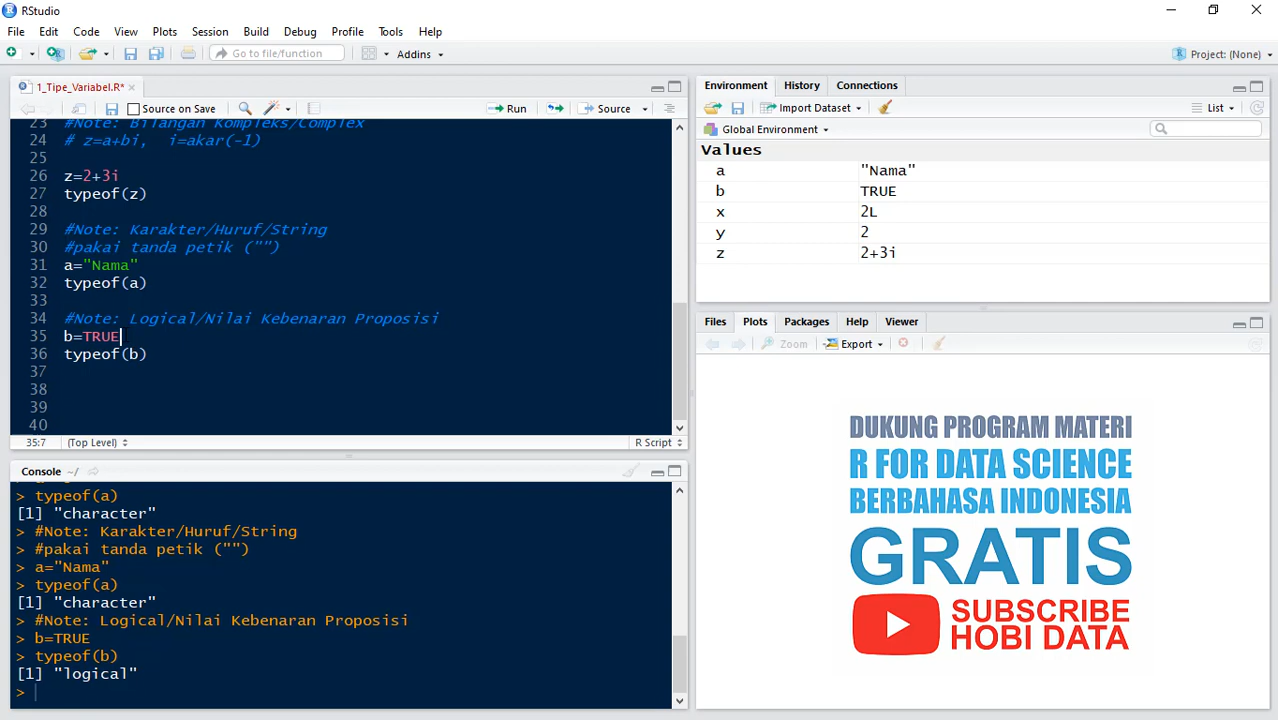 RStudio
File Edit Code View Plots Session Build Debug Profile Tools Help
Go to file/function Addins Project: (None)
1_Tipe_Variabel.R*
Source on Save Run Source
23 #Note: Bilangan Kompleks/Complex
24 # z=a+bi,  i=akar(-1)
25
26 z=2+3i
27 typeof(z)
28
29 #Note: Karakter/Huruf/String
30 #pakai tanda petik ("")
31 a="Nama"
32 typeof(a)
33
34 #Note: Logical/Nilai Kebenaran Proposisi
35 b=TRUE
36 typeof(b)
37
38
39
40
35:7 (Top Level) R Script
Console ~/
> typeof(a)
[1] "character"
> #Note: Karakter/Huruf/String
> #pakai tanda petik ("")
> a="Nama"
> typeof(a)
[1] "character"
> #Note: Logical/Nilai Kebenaran Proposisi
> b=TRUE
> typeof(b)
[1] "logical"
>
Environment History Connections
Import Dataset List
Global Environment
Values
a "Nama"
b TRUE
x 2L
y 2
z 2+3i
Files Plots Packages Help Viewer
Zoom Export
DUKUNG PROGRAM MATERI
R FOR DATA SCIENCE
BERBAHASA INDONESIA
GRATIS
SUBSCRIBE
HOBI DATA